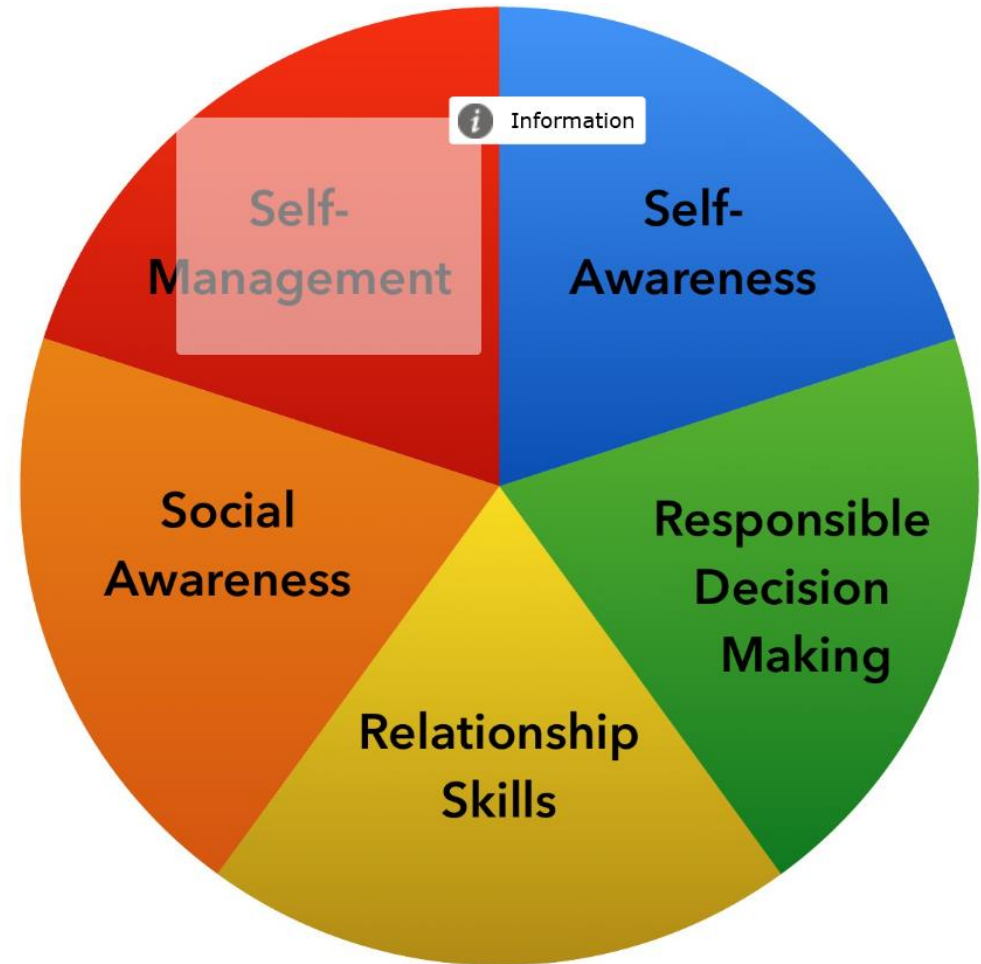 Information
Self-
Management
Self-
Awareness
Social
Awareness
Responsible
Decision
Making
Relationship
Skills